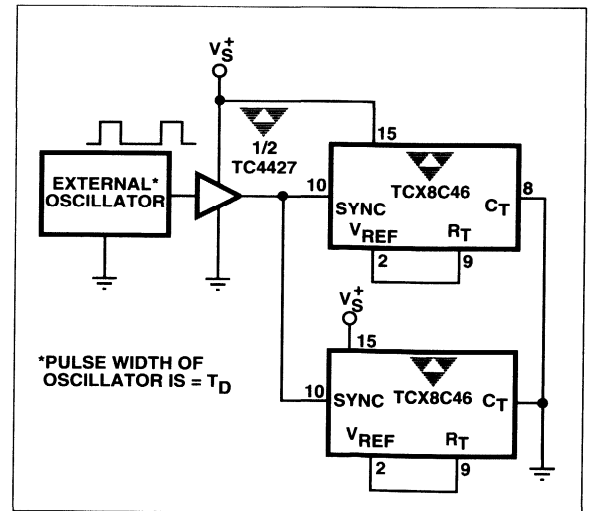 V_S^+
1/2
TC4427
EXTERNAL*
OSCILLATOR
15
TCX8C46
10
SYNC
C_T
8
V_REF
R_T
2
9
V_S^+
15
*PULSE WIDTH OF
OSCILLATOR IS = T_D
10
SYNC
TCX8C46
C_T
V_REF
R_T
2
9